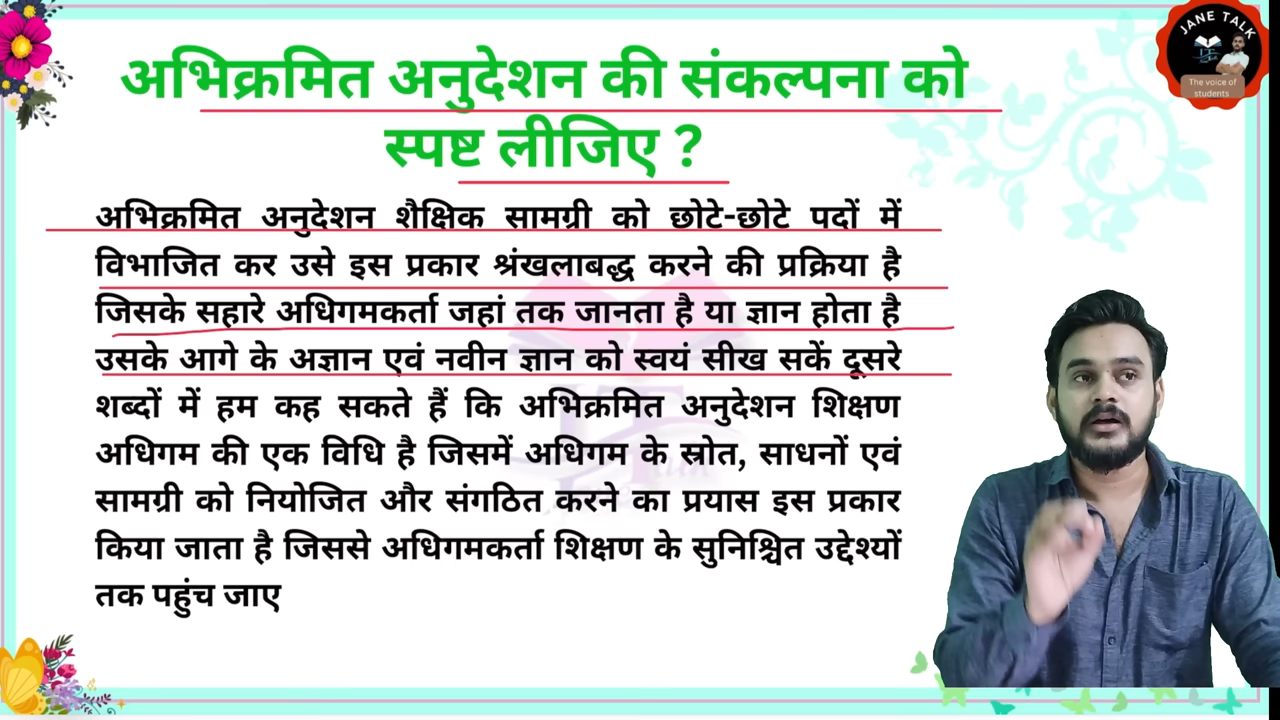 अभिक्रमित अनुदेशन की संकल्पना को
स्पष्ट लीजिए ?
अभिक्रमित अनुदेशन शैक्षिक सामग्री को छोटे-छोटे पदों में
विभाजित कर उसे इस प्रकार श्रंखलाबद्ध करने की प्रक्रिया है
जिसके सहारे अधिगमकर्ता जहां तक जानता है या ज्ञान होता है
उसके आगे के अज्ञान एवं नवीन ज्ञान को स्वयं सीख सकें दूसरे
शब्दों में हम कह सकते हैं कि अभिक्रमित अनुदेशन शिक्षण
अधिगम की एक विधि है जिसमें अधिगम के स्रोत, साधनों एवं
सामग्री को नियोजित और संगठित करने का प्रयास इस प्रकार
किया जाता है जिससे अधिगमकर्ता शिक्षण के सुनिश्चित उद्देश्यों
तक पहुंच जाए
JANE TALK
The voice of
students